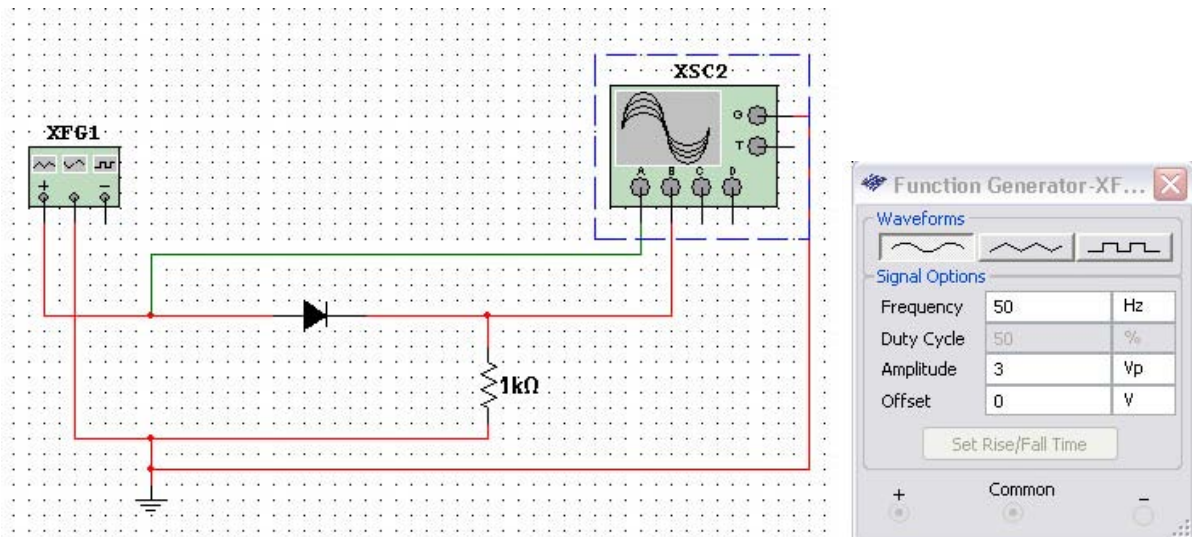 XSC2
G
T
A B C D
XFG1
+ −
1kΩ
Function Generator-XF...
Waveforms
Signal Options
Frequency 50 Hz
Duty Cycle 50 %
Amplitude 3 Vp
Offset 0 V
Set Rise/Fall Time
+ Common −